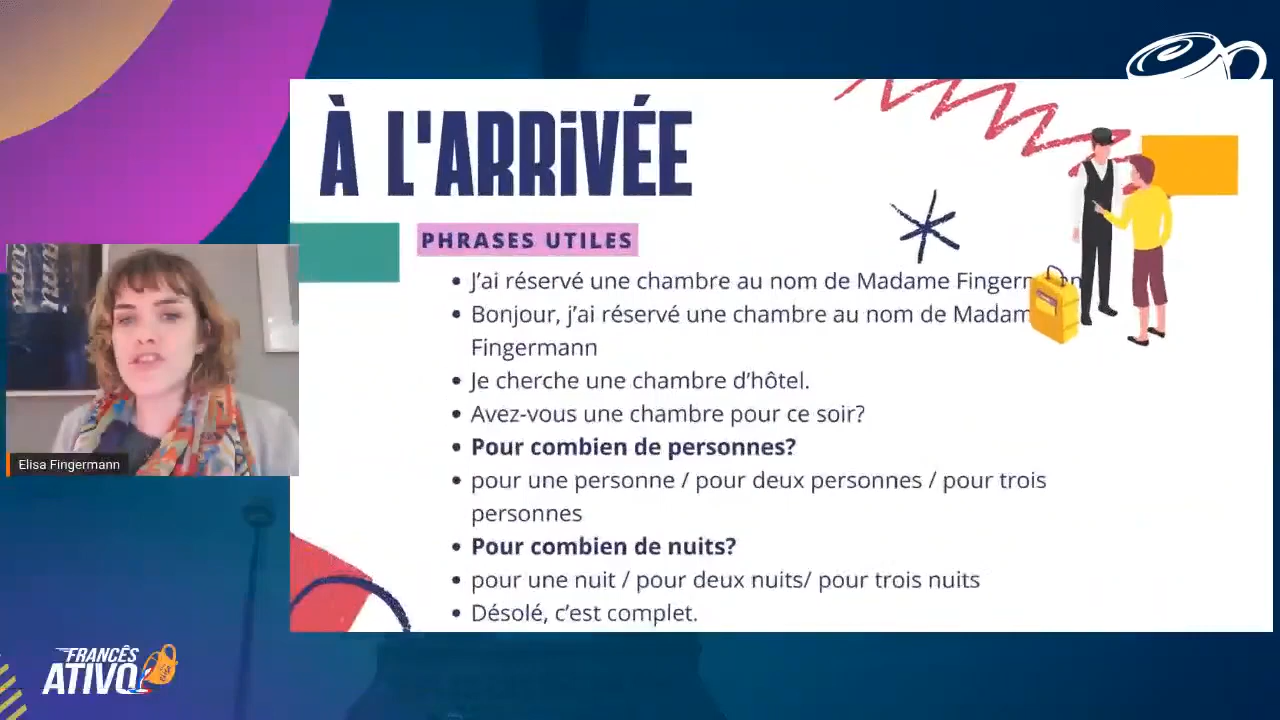 À L'ARRiVÉE
PHRASES UTILES
J'ai réservé une chambre au nom de Madame
Bonjour, j'ai réservé une chambre au nom de
Fingermann
Je cherche une chambre d'hôtel.
Avez-vous une chambre pour ce soir?
Pour combien de personnes?
pour une personne / pour deux personnes / pour trois
personnes
Pour combien de nuits?
pour une nuit / pour deux nuits/ pour trois nuits
Désolé, c'est complet.
Elisa Fingermann
FRANCÊS
ATIVO